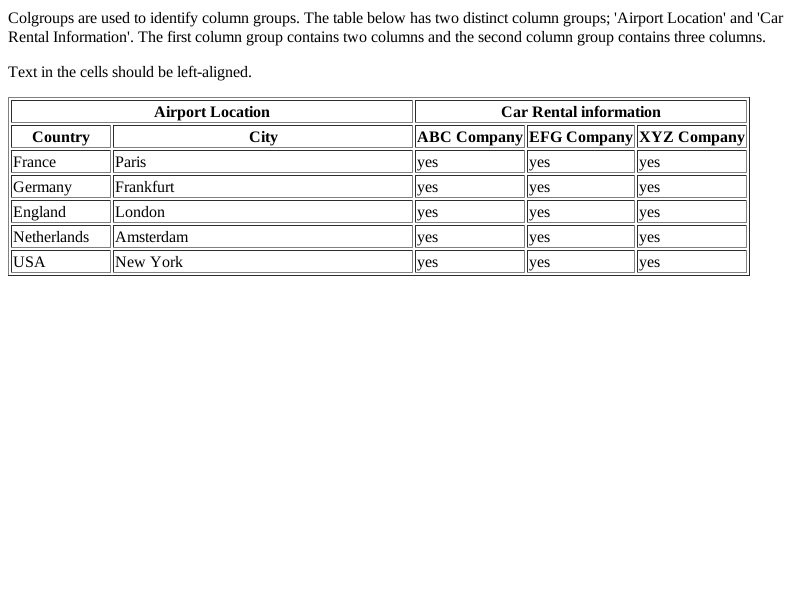 Colgroups are used to identify column groups. The table below has two distinct column groups; 'Airport Location' and 'Car
Rental Information'. The first column group contains two columns and the second column group contains three columns.
Text in the cells should be left-aligned.
Airport Location Car Rental information
Country City ABC Company EFG Company XYZ Company
France Paris yes yes yes
Germany Frankfurt yes yes yes
England London yes yes yes
Netherlands Amsterdam yes yes yes
USA New York yes yes yes